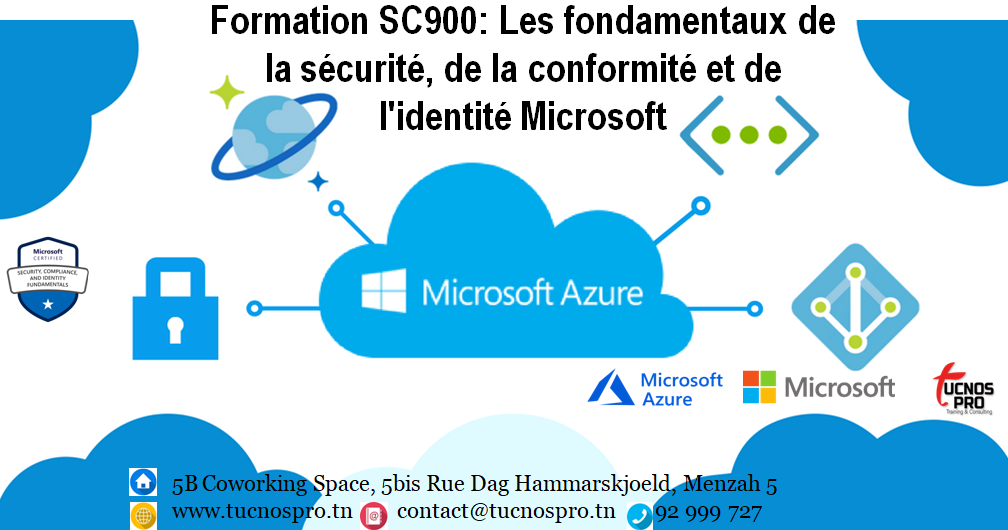 Formation SC900: Les fondamentaux de
la sécurité, de la conformité et de
l'identité Microsoft
Microsoft
CERTIFIED
SECURITY, COMPLIANCE,
AND IDENTITY
FUNDAMENTALS
Microsoft Azure
Microsoft
Azure
Microsoft
TUCNOS
PRO
Training & Consulting
5B Coworking Space, 5bis Rue Dag Hammarskjoeld, Menzah 5
www.tucnospro.tn contact@tucnospro.tn 92 999 727